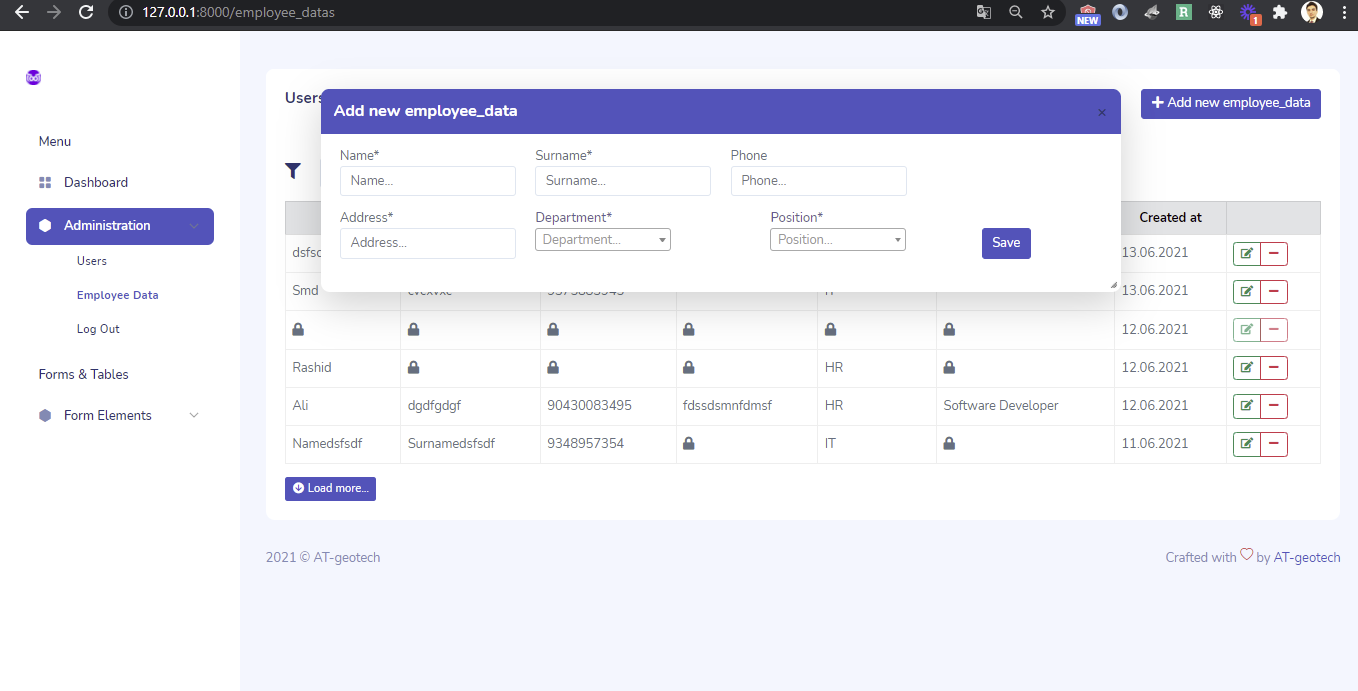 127.0.0.1:8000/employee_datas
NEW
R
1
Menu
Dashboard
Administration
Users
Employee Data
Log Out
Forms & Tables
Form Elements
Users
Add new employee_data
Add new employee_data
×
Name*
Surname*
Phone
Name...
Surname...
Phone...
Address*
Department*
Position*
Address...
Department...
Position...
Save
Created at
13.06.2021
Smd
13.06.2021
12.06.2021
Rashid
HR
12.06.2021
Ali
dgdfgdgf
90430083495
fdssdsmnfdmsf
HR
Software Developer
12.06.2021
Namedsfsdf
Surnamedsfsdf
9348957354
IT
11.06.2021
Load more...
2021 © AT-geotech
Crafted with by AT-geotech